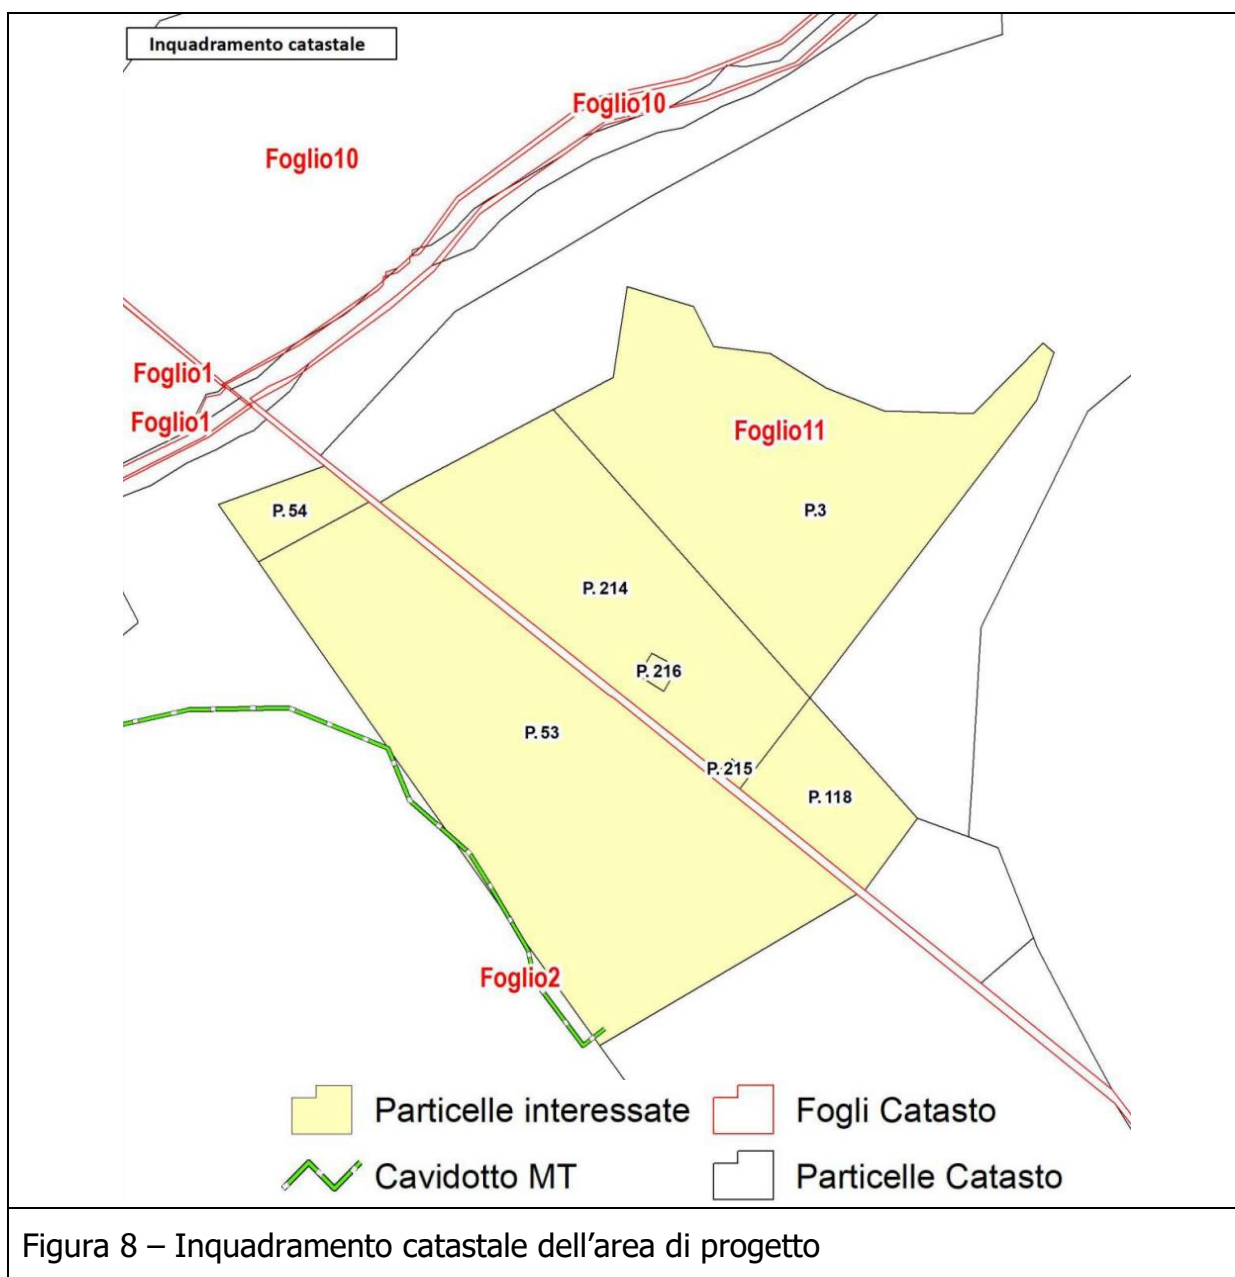 Inquadramento catastale
Foglio10
Foglio10
Foglio1
Foglio1
Foglio11
P. 54
P.3
P. 214
P. 216
P. 53
P. 215
P. 118
Foglio2
Particelle interessate
Fogli Catasto
Cavidotto MT
Particelle Catasto
Figura 8 – Inquadramento catastale dell'area di progetto